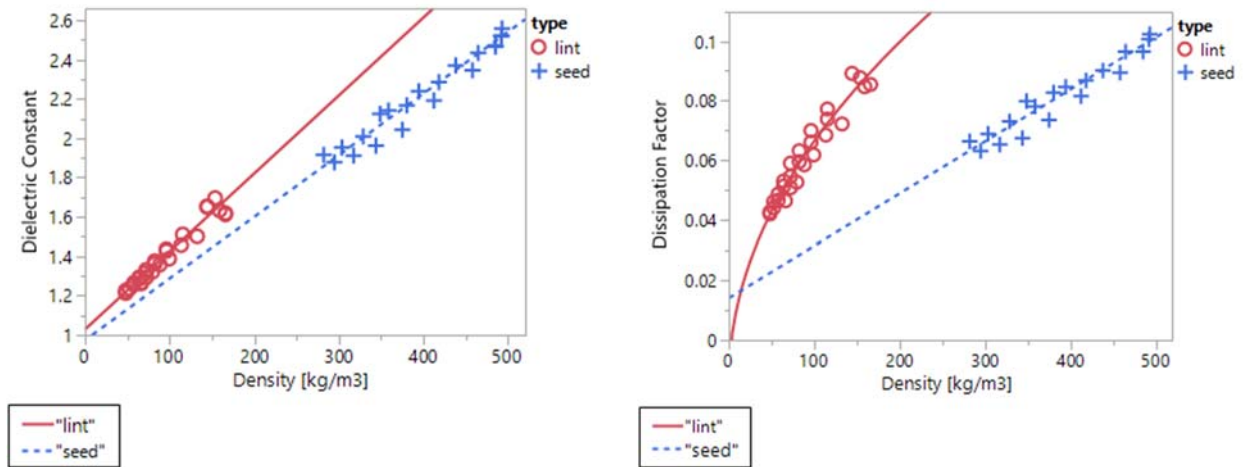 2.6
2.4
2.2
2
1.8
1.6
1.4
1.2
1
Dielectric Constant
0 100 200 300 400 500
Density [kg/m3]
type
lint
seed
"lint"
"seed"
0.1
0.08
0.06
0.04
0.02
0
Dissipation Factor
0 100 200 300 400 500
Density [kg/m3]
type
lint
seed
"lint"
"seed"